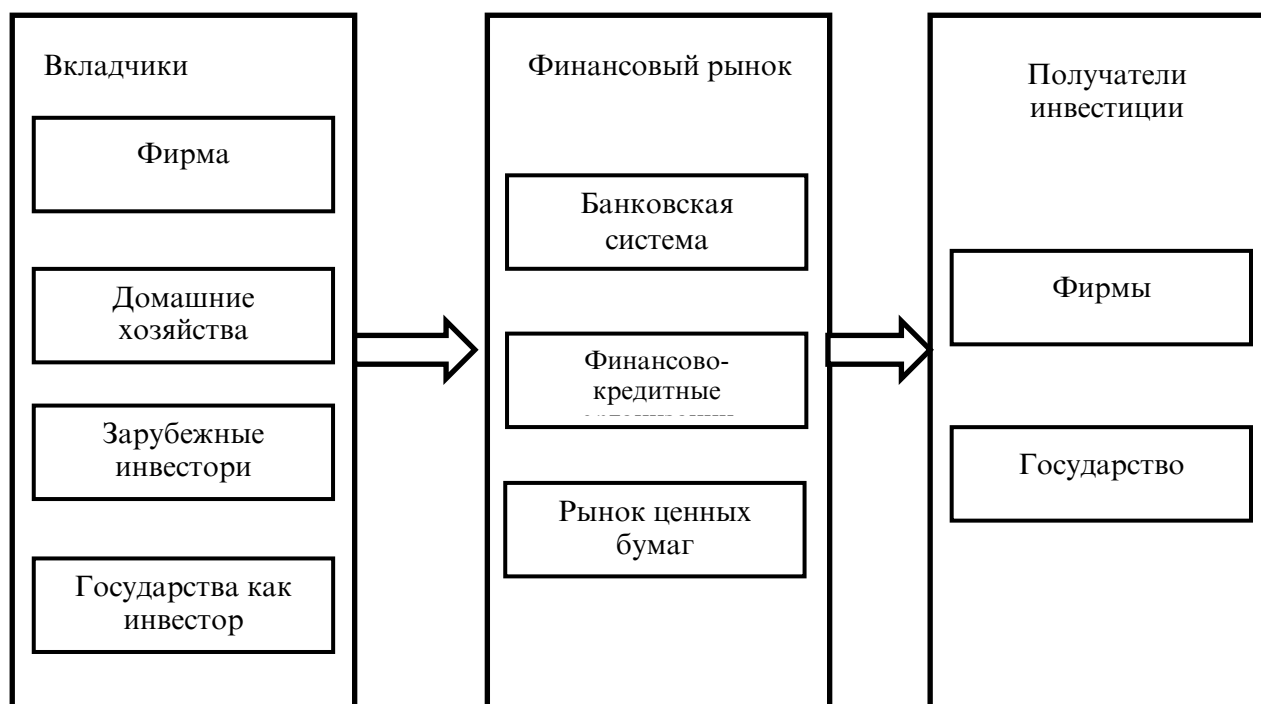 Вкладчики
Фирма
Домашние
хозяйства
Зарубежные
инвестори
Государства как
инвестор
Финансовый рынок
Банковская
система
Финансово-
кредитные
Рынок ценных
бумаг
Получатели
инвестиции
Фирмы
Государство